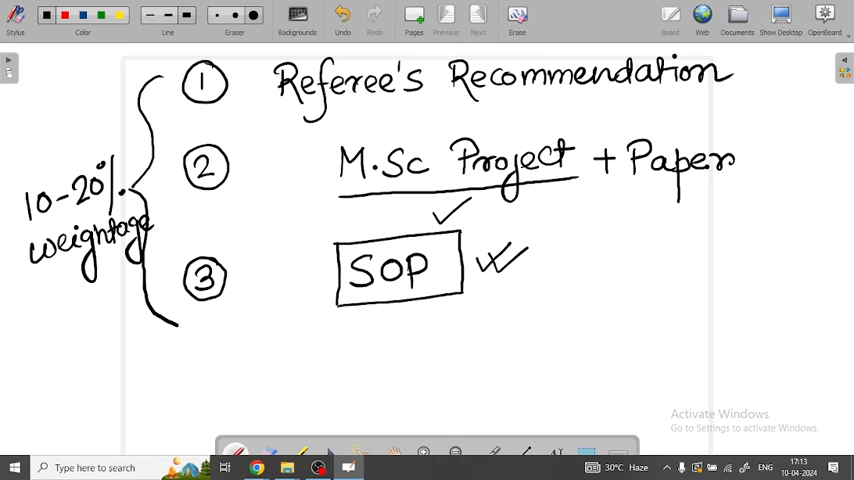 Stylus
Color
Line
Eraser
Backgrounds
Undo
Redo
Pages
Previous
Next
Erase
Board
Web
Documents
Show Desktop
OpenBoard
1 Referee's Recommendation
2 M.Sc Project + Paper
10-20% weightage
3 SOP
Activate Windows
Go to Settings to activate Windows.
Type here to search
30°C Haze
ENG
17:13
10-04-2024